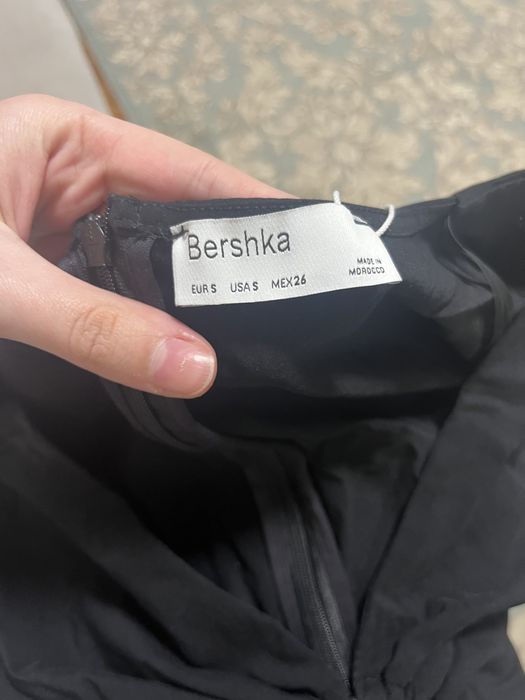 Bershka
EUR S USA S MEX 26
MADE IN
MOROCCO